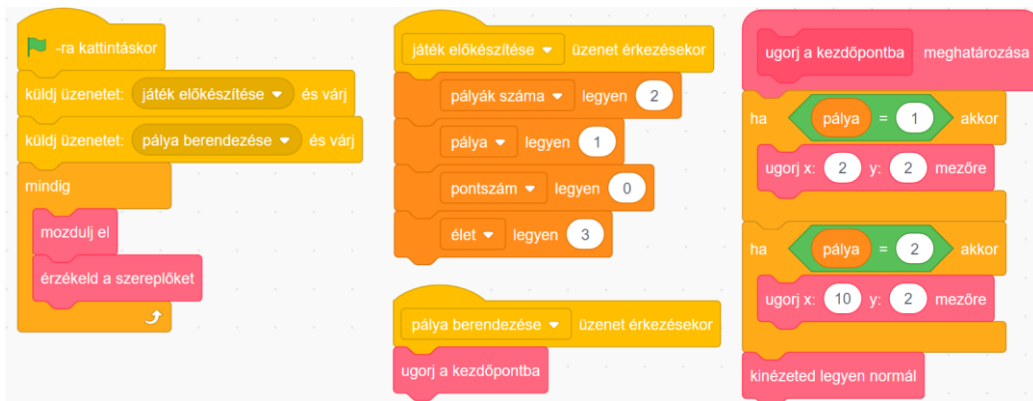 -ra kattintáskor
küldj üzenetet: játék előkészítése és várj
küldj üzenetet: pálya berendezése és várj
mindig
mozdulj el
érzékeld a szereplőket
játék előkészítése üzenet érkezésekor
pályák száma legyen 2
pálya legyen 1
pontszám legyen 0
élet legyen 3
pálya berendezése üzenet érkezésekor
ugorj a kezdőpontba
ugorj a kezdőpontba meghatározása
ha pálya = 1 akkor
ugorj x: 2 y: 2 mezőre
ha pálya = 2 akkor
ugorj x: 10 y: 2 mezőre
kinézeted legyen normál